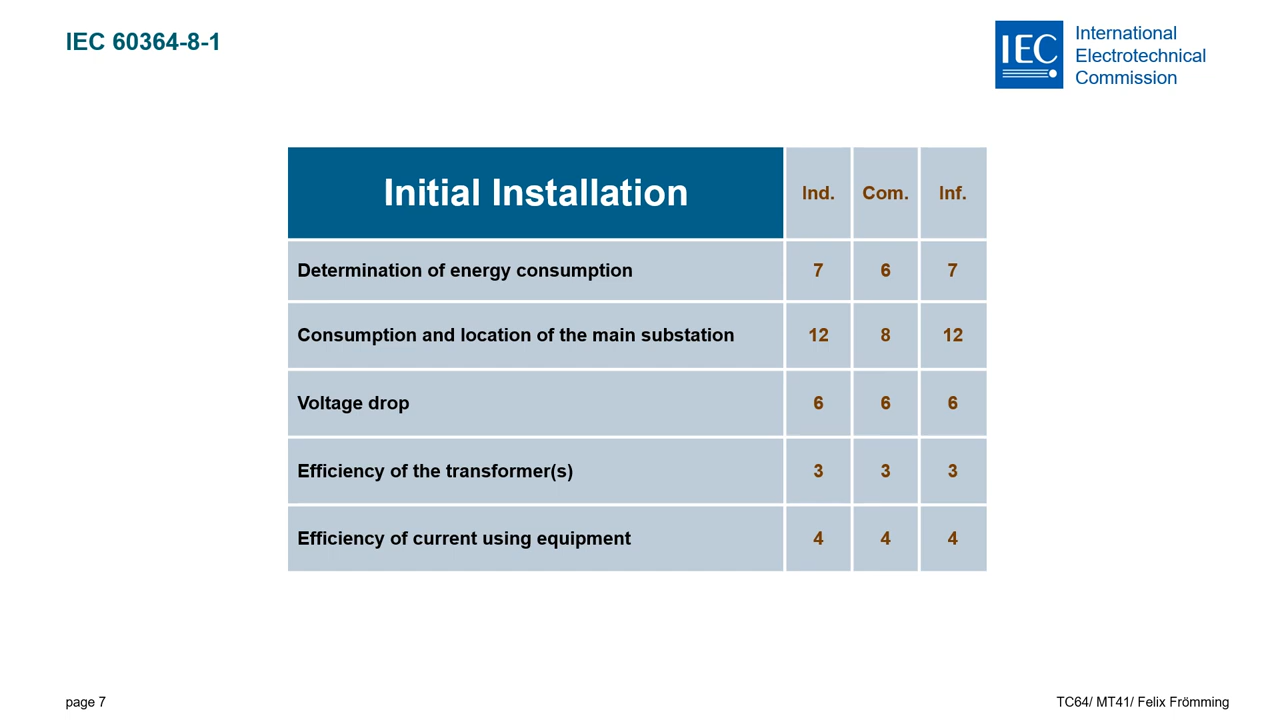 IEC 60364-8-1
IEC
International
Electrotechnical
Commission
Initial Installation Ind. Com. Inf.
Determination of energy consumption 7 6 7
Consumption and location of the main substation 12 8 12
Voltage drop 6 6 6
Efficiency of the transformer(s) 3 3 3
Efficiency of current using equipment 4 4 4
page 7
TC64/ MT41/ Felix Frömming